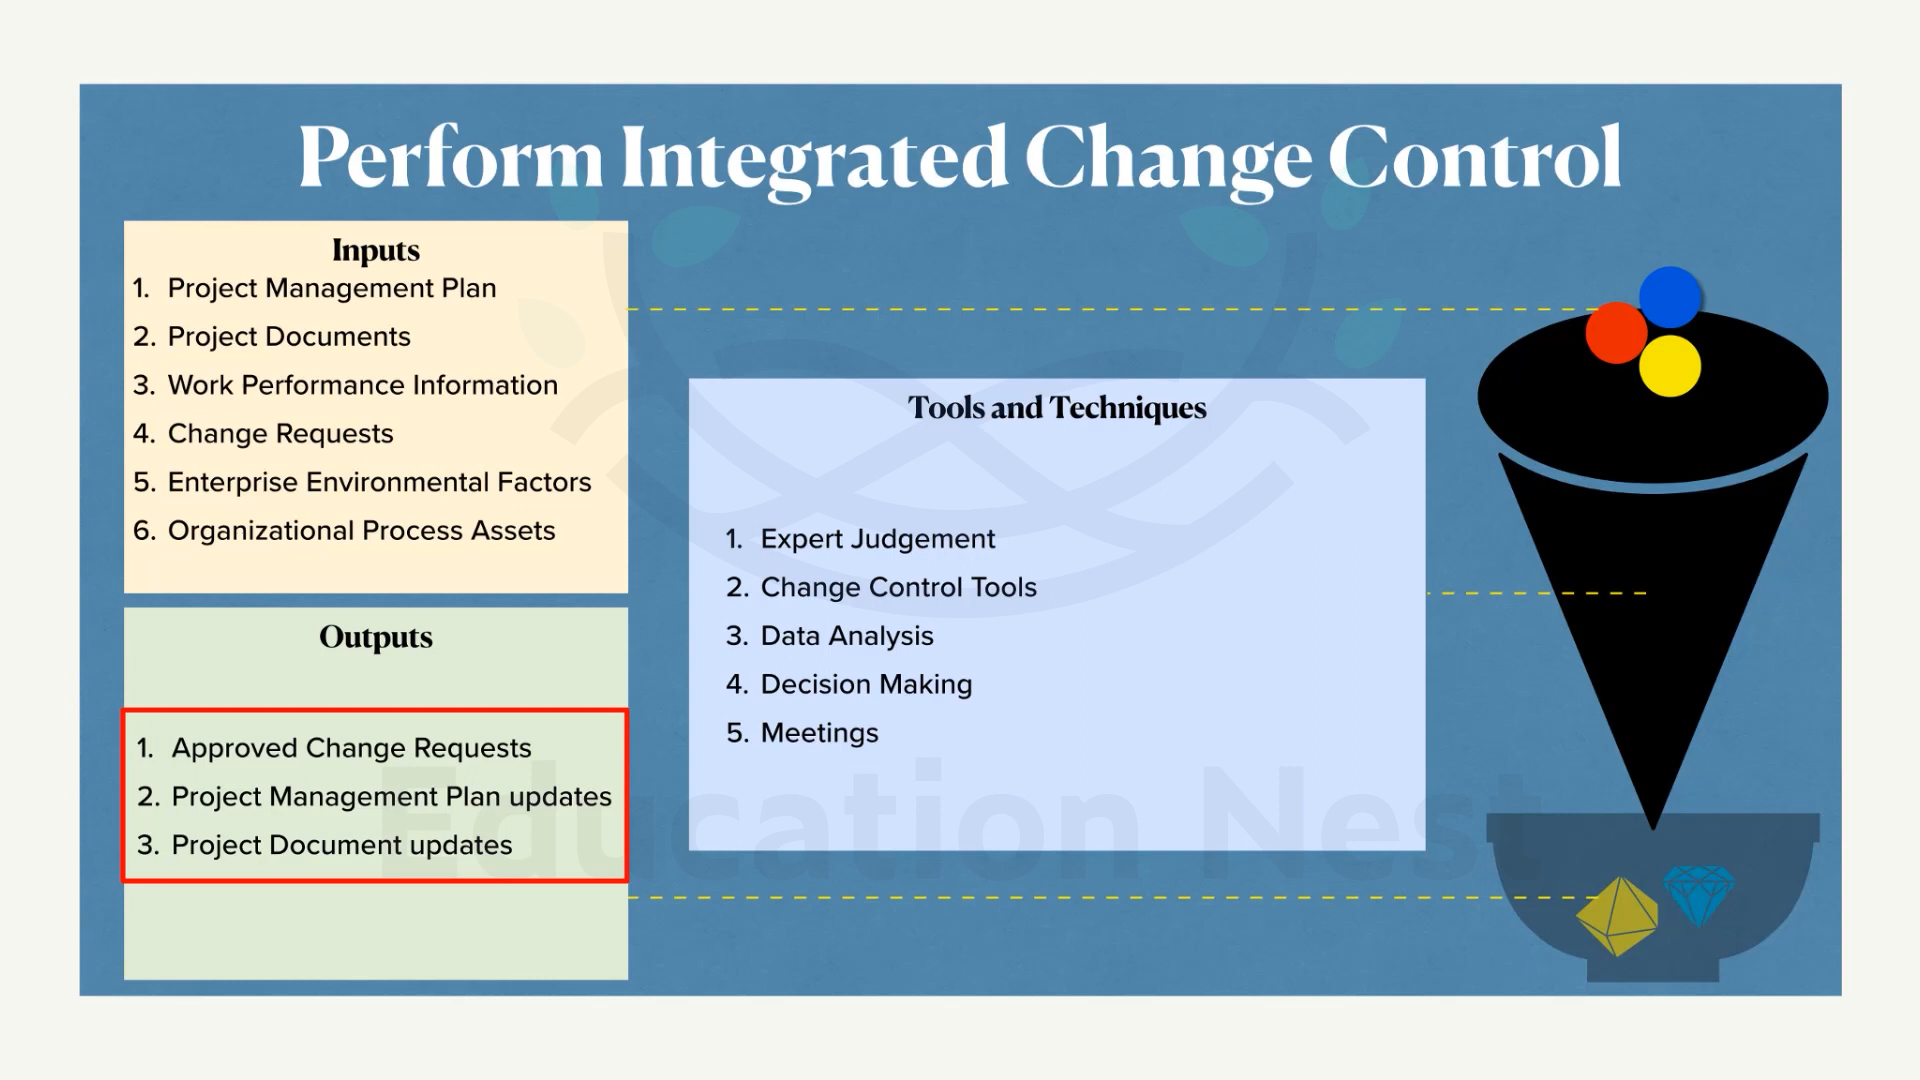 Perform Integrated Change Control
Inputs
1. Project Management Plan
2. Project Documents
3. Work Performance Information
4. Change Requests
5. Enterprise Environmental Factors
6. Organizational Process Assets
Tools and Techniques
1. Expert Judgement
2. Change Control Tools
3. Data Analysis
4. Decision Making
5. Meetings
Outputs
1. Approved Change Requests
2. Project Management Plan updates
3. Project Document updates
Education Nest